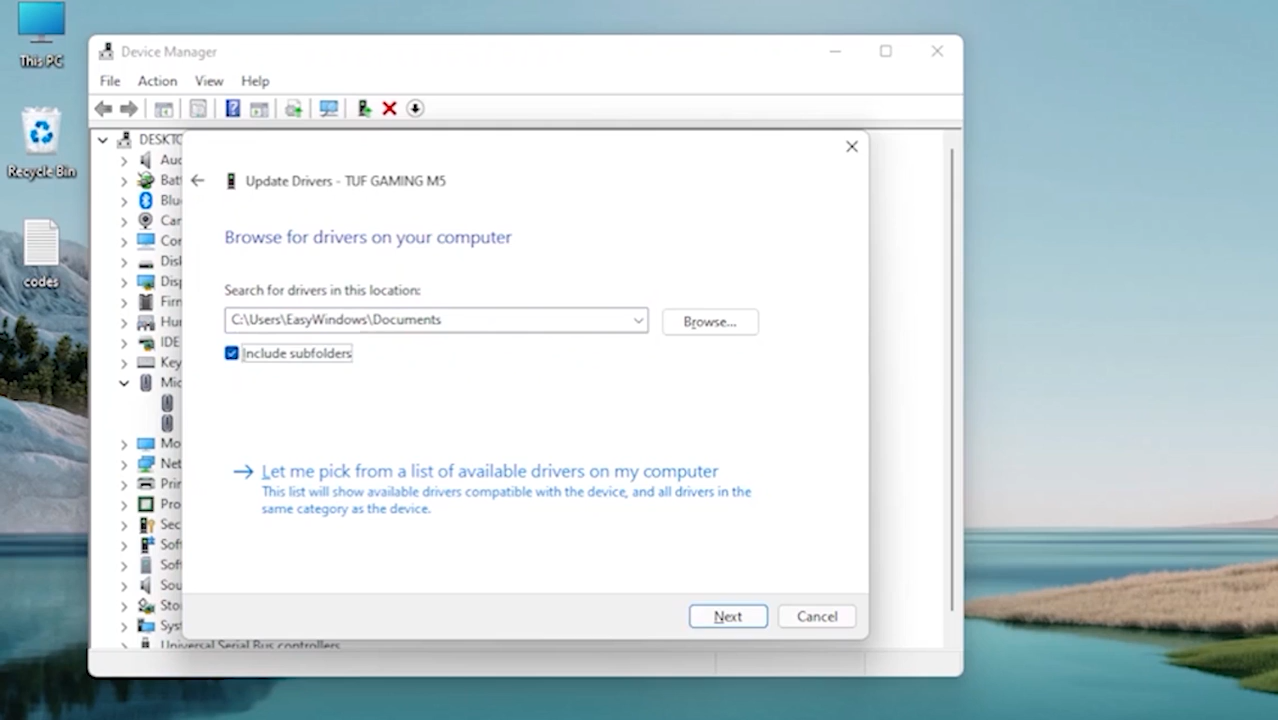 This PC
Recycle Bin
codes
Device Manager
File Action View Help
DESKTO
Aud
Batt
Blu
Car
Cor
Disk
Disp
Firn
Hur
IDE
Key
Mic
Mo
Net
Prir
Pro
Sec
Soft
Soft
Sou
Sto
Syst
Universal Serial Bus controllers
Update Drivers - TUF GAMING M5
Browse for drivers on your computer
Search for drivers in this location:
C:\Users\EasyWindows\Documents
Browse...
Include subfolders
Let me pick from a list of available drivers on my computer
This list will show available drivers compatible with the device, and all drivers in the
same category as the device.
Next Cancel